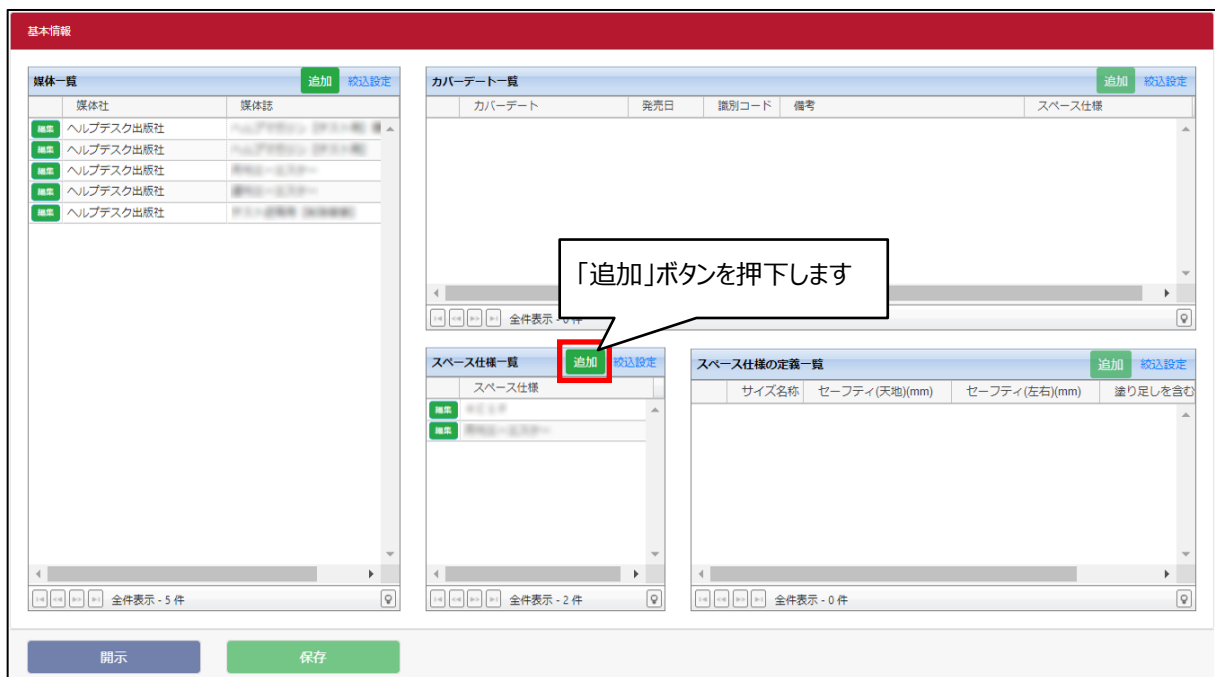 基本情報
媒体一覧 追加 絞込設定
媒体社 媒体誌
編集 ヘルプデスク出版社
編集 ヘルプデスク出版社
編集 ヘルプデスク出版社
編集 ヘルプデスク出版社
編集 ヘルプデスク出版社
全件表示 - 5 件
カバーデート一覧 追加 絞込設定
カバーデート 発売日 識別コード 備考 スペース仕様
「追加」ボタンを押下します
全件表示 - 0 件
スペース仕様一覧 追加 絞込設定
スペース仕様
編集
編集
全件表示 - 2 件
スペース仕様の定義一覧 追加 絞込設定
サイズ名称 セーフティ(天地)(mm) セーフティ(左右)(mm) 塗り足しを含む
全件表示 - 0 件
開示 保存